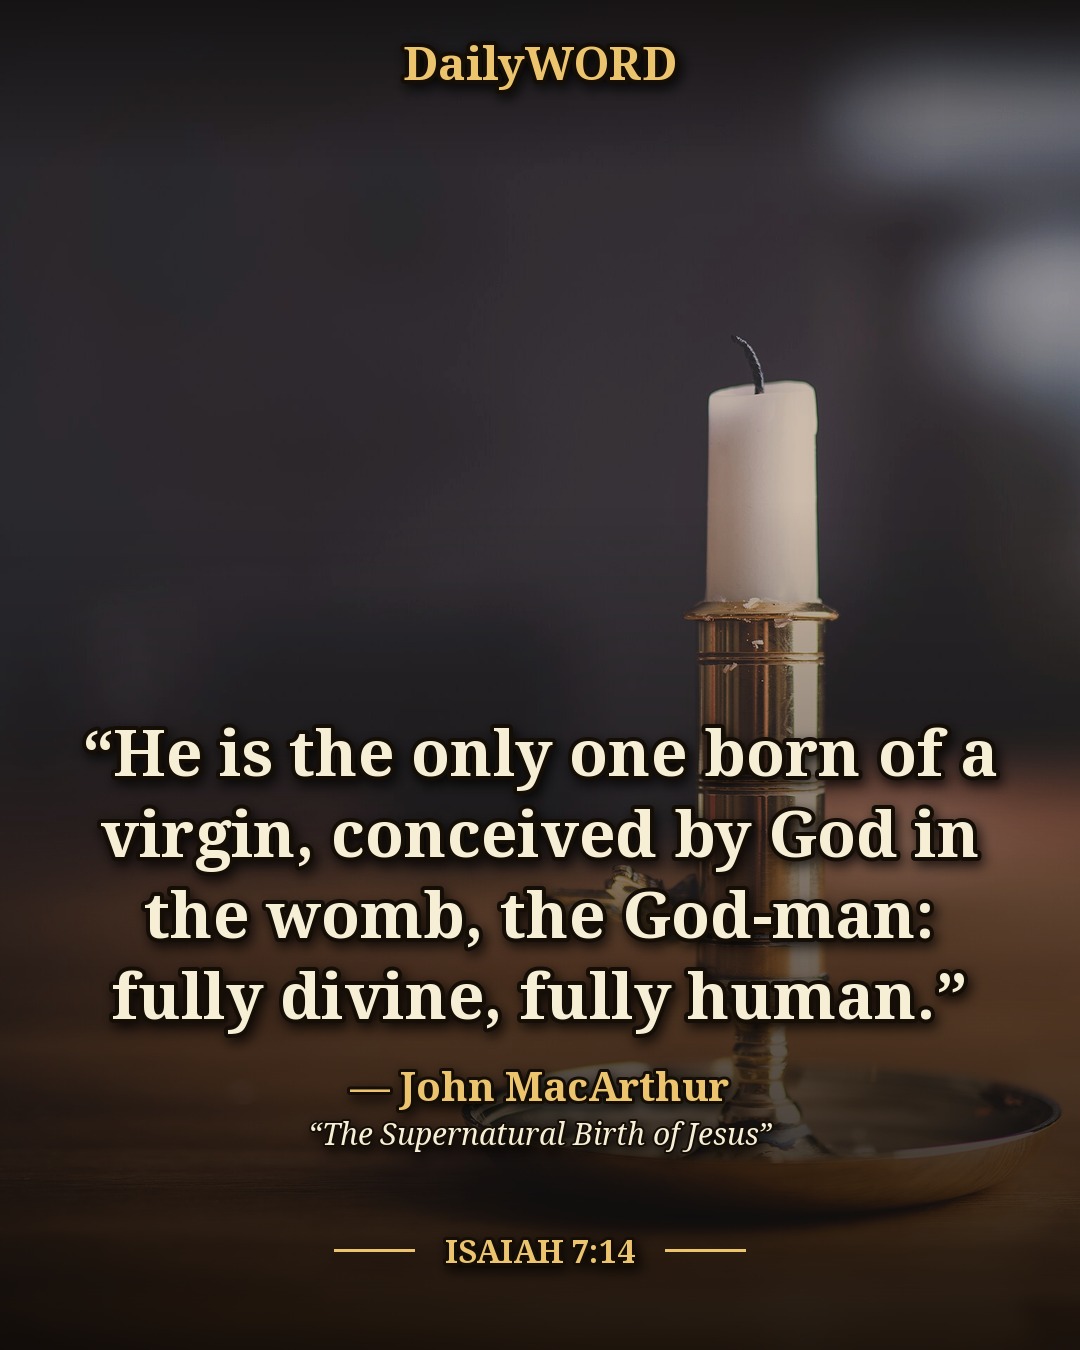 DailyWORD
“He is the only one born of a
virgin, conceived by God in
the womb, the God-man:
fully divine, fully human.”
— John MacArthur
“The Supernatural Birth of Jesus”
ISAIAH 7:14